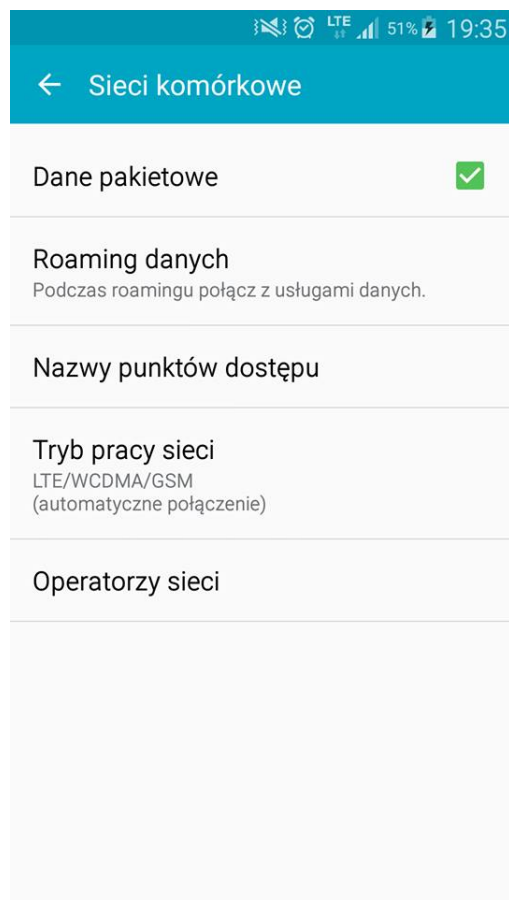 LTE 51% 19:35
Sieci komórkowe
Dane pakietowe
Roaming danych
Podczas roamingu połącz z usługami danych.
Nazwy punktów dostępu
Tryb pracy sieci
LTE/WCDMA/GSM
(automatyczne połączenie)
Operatorzy sieci